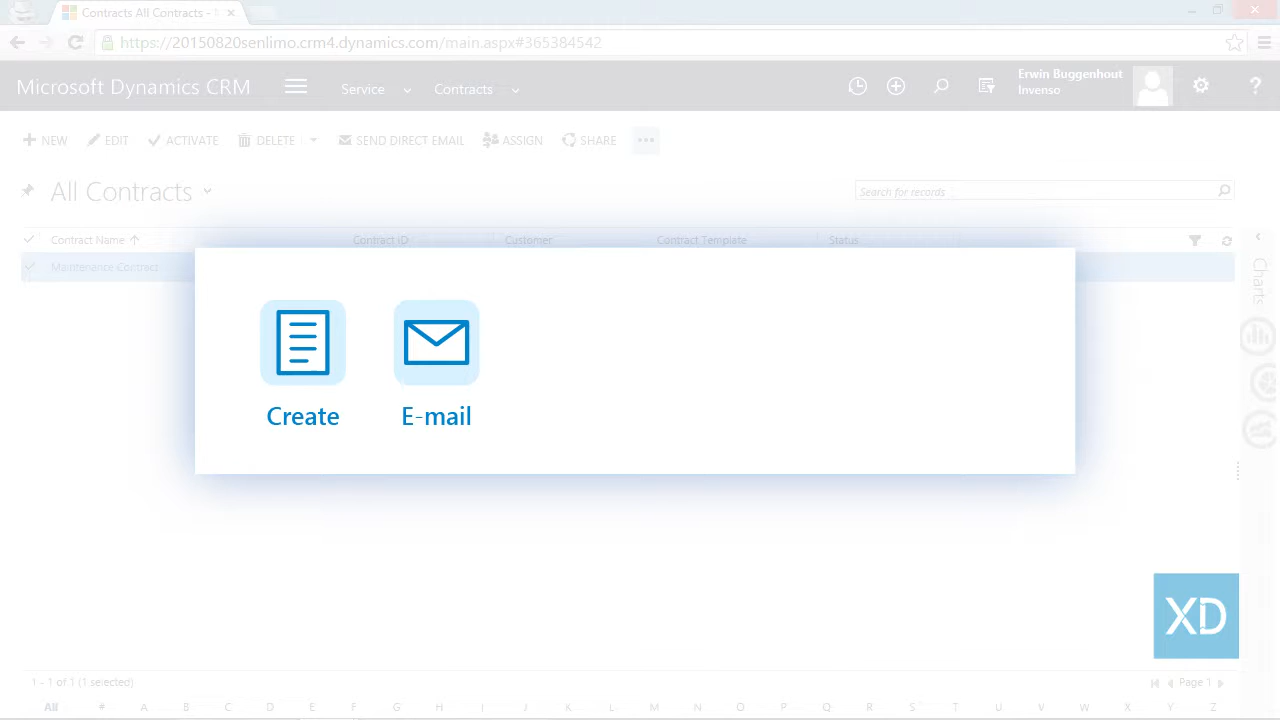 Contracts All Contracts -
https://20150820senlimo.crm4.dynamics.com/main.aspx#365384542
Microsoft Dynamics CRM
Service
Contracts
Erwin Buggenhout
Invenso
?
NEW
EDIT
ACTIVATE
DELETE
SEND DIRECT EMAIL
ASSIGN
SHARE
All Contracts
Search for records
Contract Name
Contract ID
Customer
Contract Template
Status
Maintenance Contract
Charts
Create
E-mail
XD
1 - 1 of 1 (1 selected)
Page 1
All # A B C D E F G H I J K L M N O P Q R S T U V W X Y Z